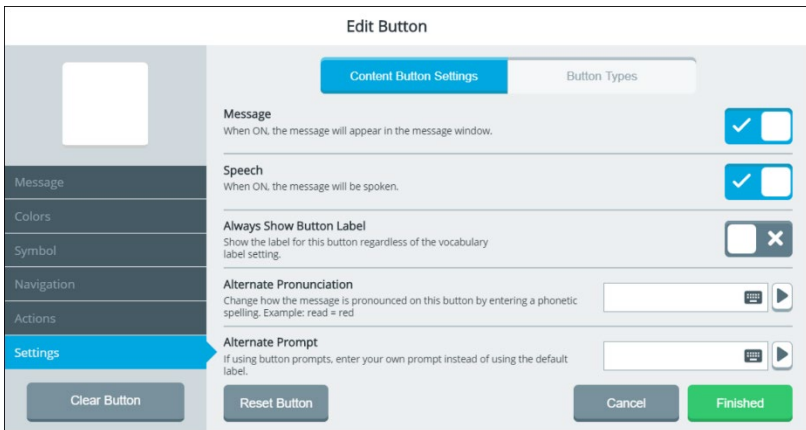 Edit Button
Content Button Settings
Button Types
Message
When ON, the message will appear in the message window.
Speech
When ON, the message will be spoken.
Always Show Button Label
Show the label for this button regardless of the vocabulary
label setting.
Alternate Pronunciation
Change how the message is pronounced on this button by entering a phonetic
spelling. Example: read = red
Alternate Prompt
If using button prompts, enter your own prompt instead of using the default
label.
Message
Colors
Symbol
Navigation
Actions
Settings
Clear Button
Reset Button
Cancel
Finished